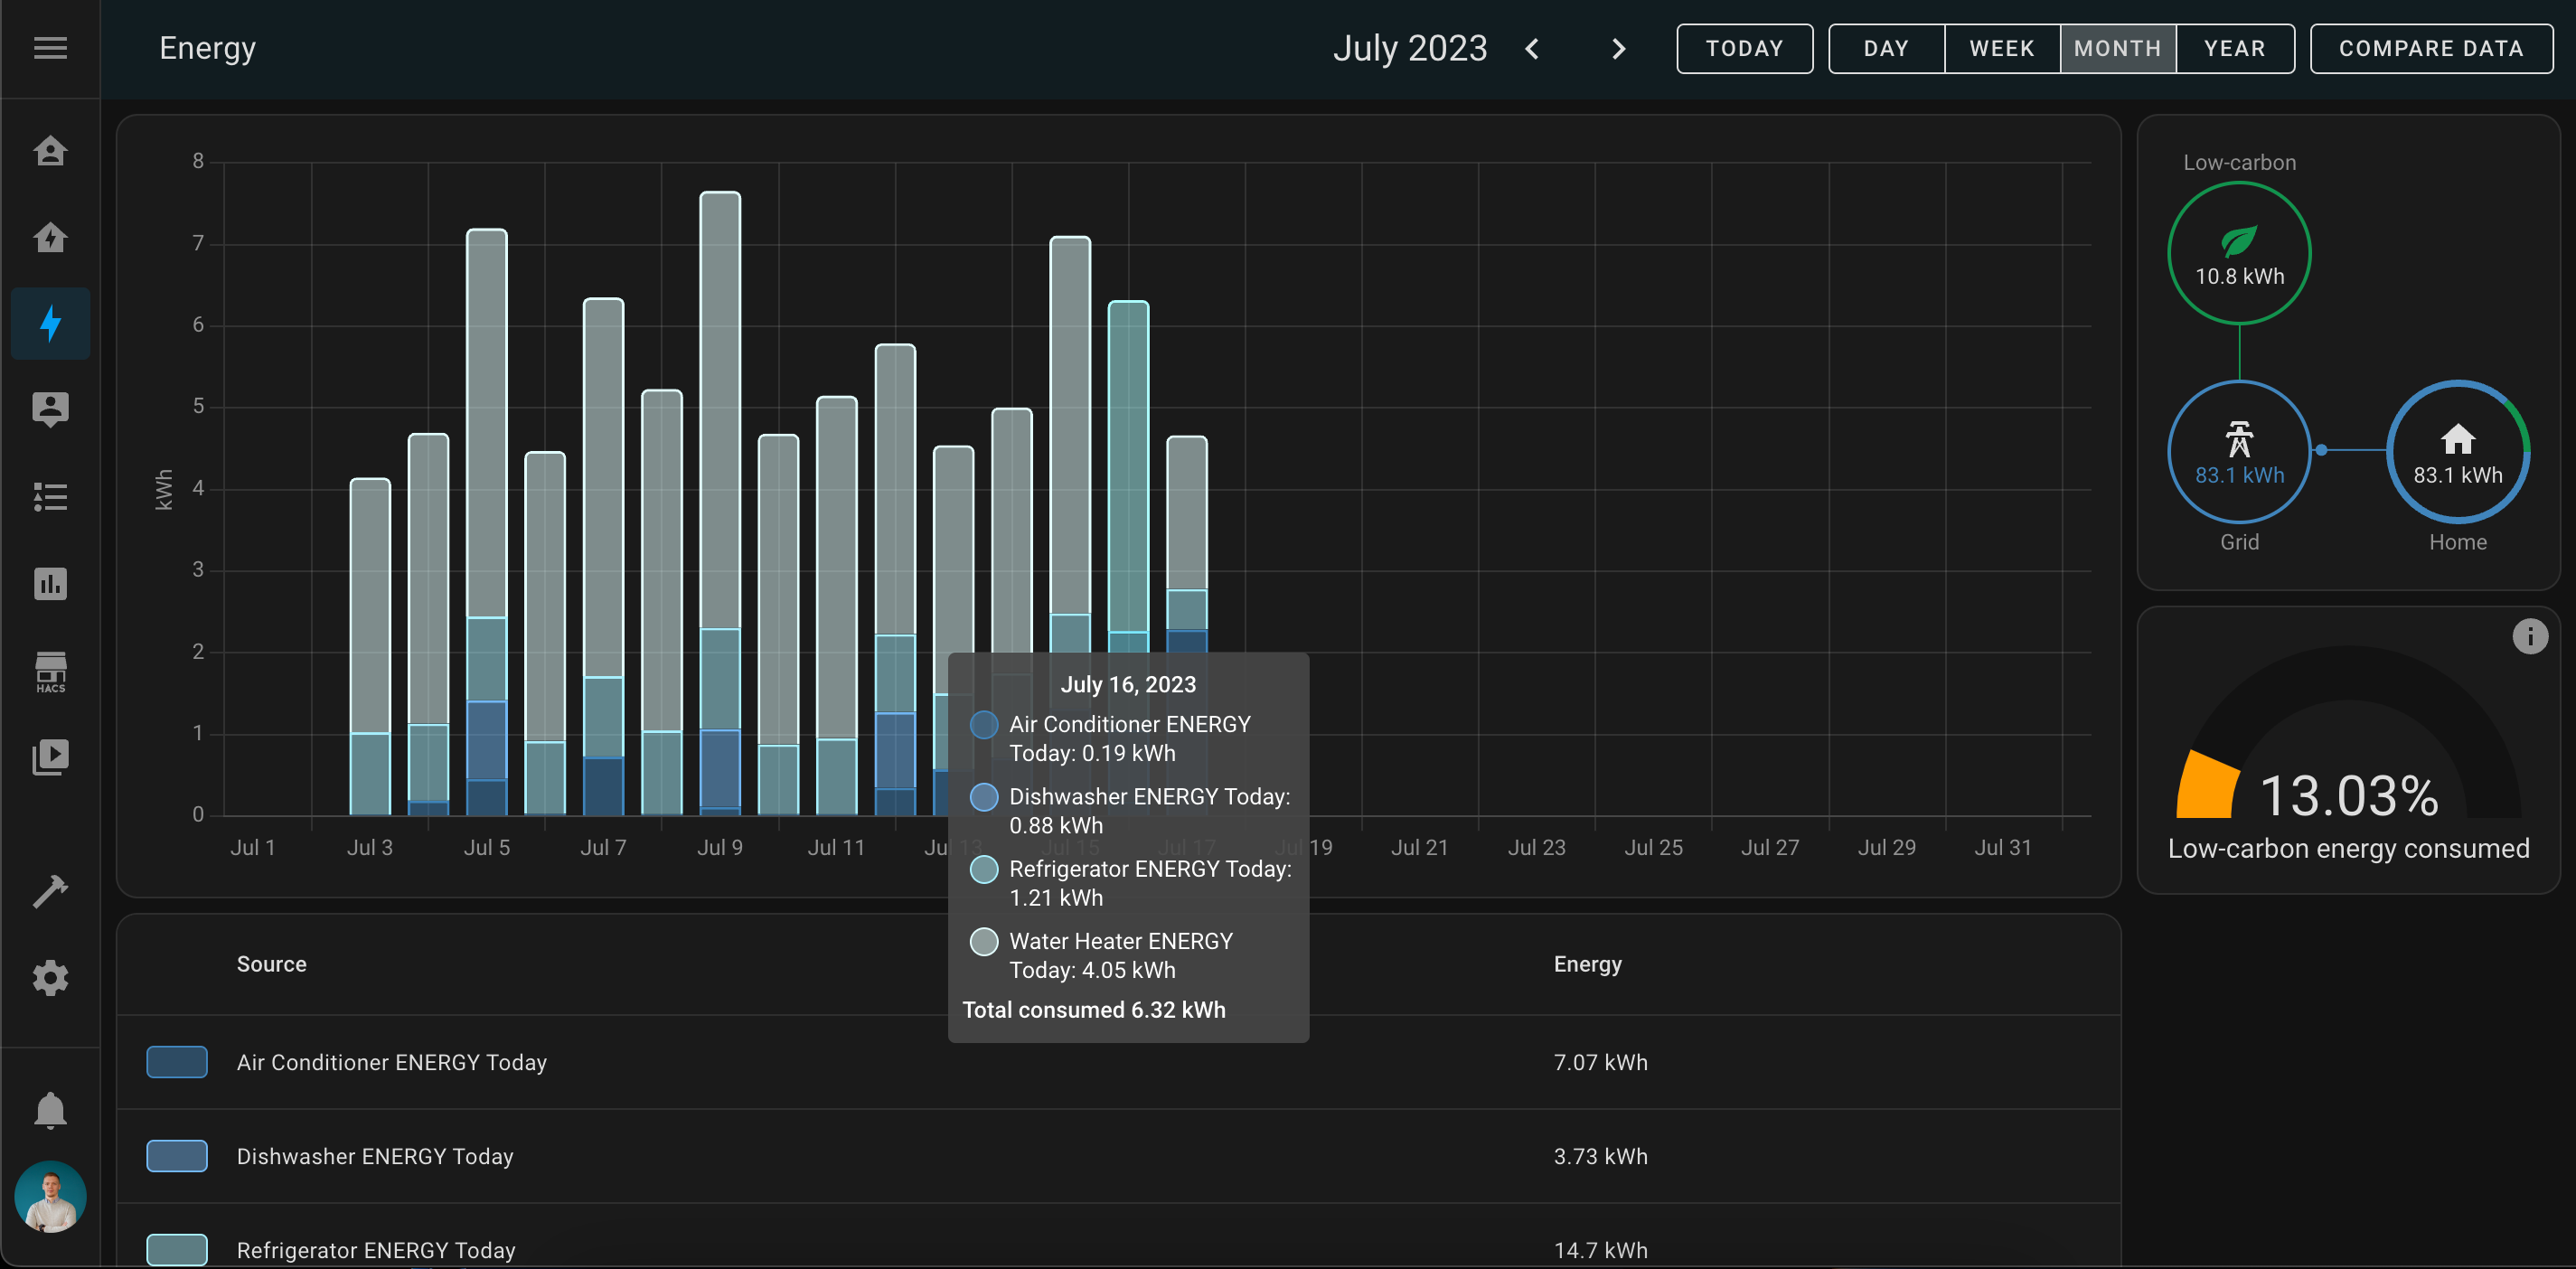 Energy
July 2023
TODAY
DAY
WEEK
MONTH
YEAR
COMPARE DATA
8
7
6
5
4
3
2
1
0
kWh
Jul 1
Jul 3
Jul 5
Jul 7
Jul 9
Jul 11
Jul 13
Jul 15
Jul 17
Jul 19
Jul 21
Jul 23
Jul 25
Jul 27
Jul 29
Jul 31
July 16, 2023
Air Conditioner ENERGY
Today: 0.19 kWh
Dishwasher ENERGY Today:
0.88 kWh
Refrigerator ENERGY Today:
1.21 kWh
Water Heater ENERGY
Today: 4.05 kWh
Total consumed 6.32 kWh
Low-carbon
10.8 kWh
83.1 kWh
Grid
83.1 kWh
Home
13.03%
Low-carbon energy consumed
HACS
Source
Energy
Air Conditioner ENERGY Today
7.07 kWh
Dishwasher ENERGY Today
3.73 kWh
Refrigerator ENERGY Today
14.7 kWh